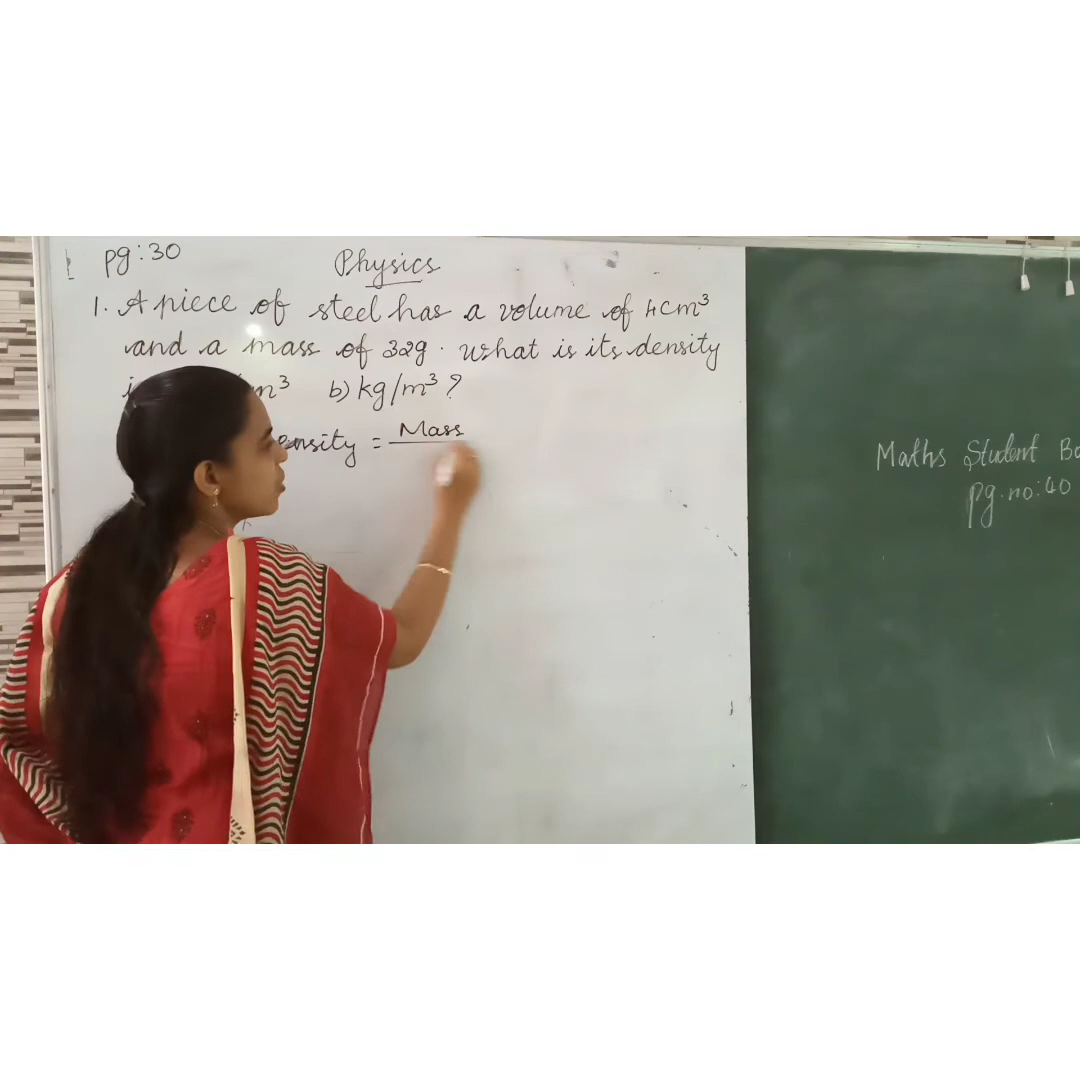 pg:30
Physics
1. A piece of steel has a volume of 4cm³
and a mass of 32g. What is its density
m³ b) kg/m³?
ensity = Mass
Maths Student
pg.no:40